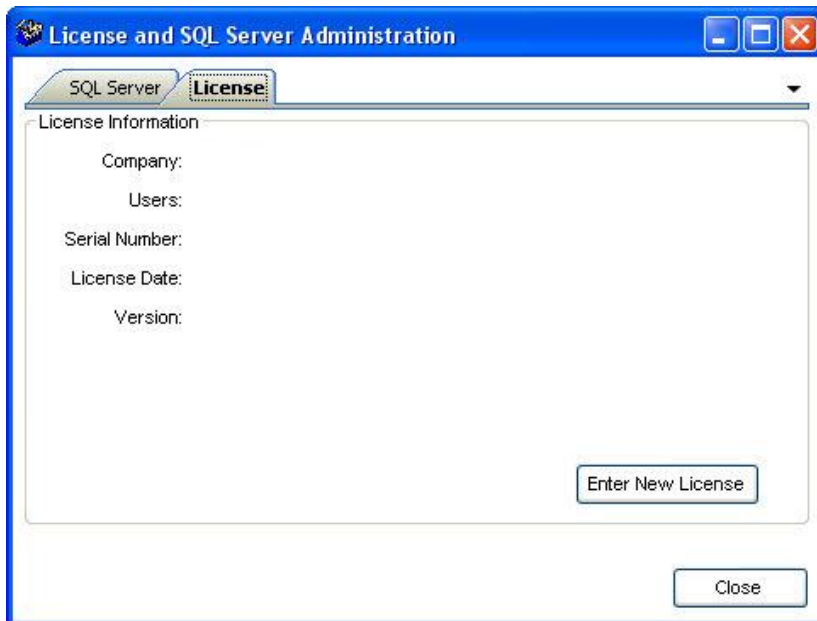 License and SQL Server Administration
SQL Server License
License Information
Company:
Users:
Serial Number:
License Date:
Version:
Enter New License
Close